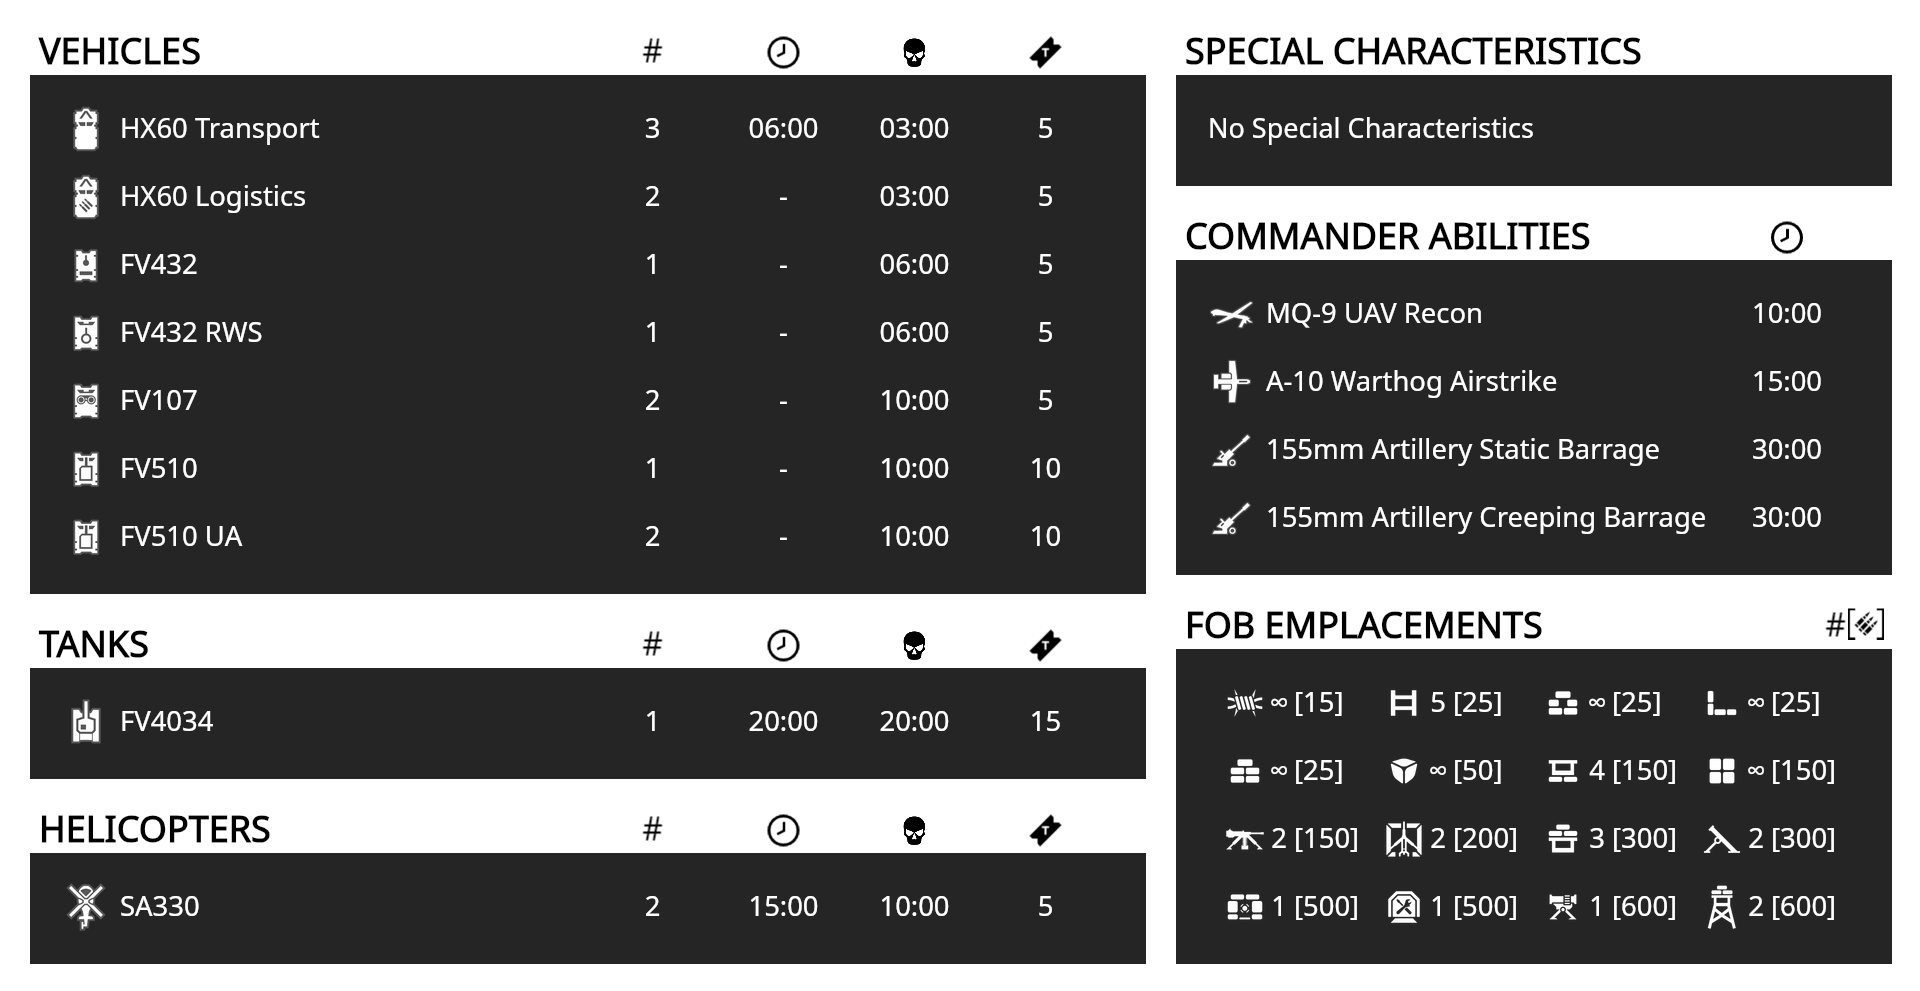 VEHICLES #
HX60 Transport 3 06:00 03:00 5
HX60 Logistics 2 - 03:00 5
FV432 1 - 06:00 5
FV432 RWS 1 - 06:00 5
FV107 2 - 10:00 5
FV510 1 - 10:00 10
FV510 UA 2 - 10:00 10
TANKS #
FV4034 1 20:00 20:00 15
HELICOPTERS #
SA330 2 15:00 10:00 5
SPECIAL CHARACTERISTICS
No Special Characteristics
COMMANDER ABILITIES
MQ-9 UAV Recon 10:00
A-10 Warthog Airstrike 15:00
155mm Artillery Static Barrage 30:00
155mm Artillery Creeping Barrage 30:00
FOB EMPLACEMENTS #[]
∞ [15] 5 [25] ∞ [25] ∞ [25]
∞ [25] ∞ [50] 4 [150] ∞ [150]
2 [150] 2 [200] 3 [300] 2 [300]
1 [500] 1 [500] 1 [600] 2 [600]